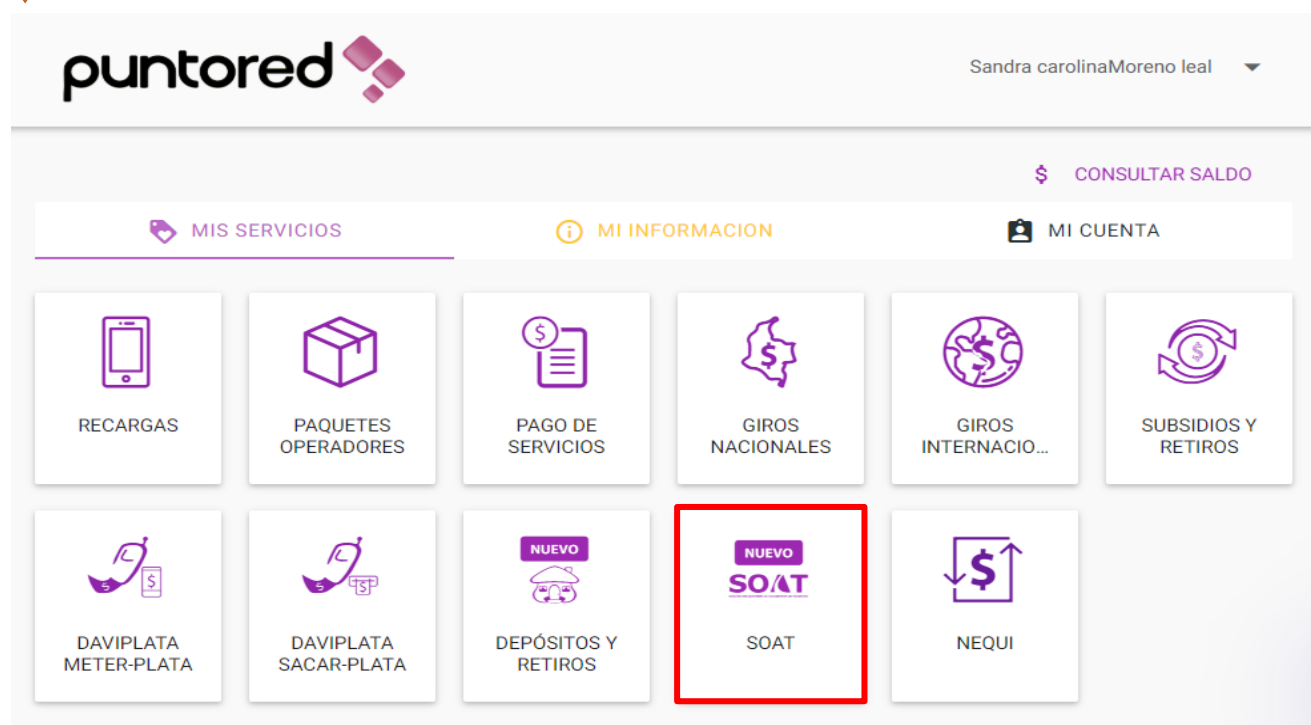 puntored
Sandra carolinaMoreno leal
$ CONSULTAR SALDO
MIS SERVICIOS
MI INFORMACION
MI CUENTA
RECARGAS
PAQUETES
OPERADORES
PAGO DE
SERVICIOS
GIROS
NACIONALES
GIROS
INTERNACIO...
SUBSIDIOS Y
RETIROS
DAVIPLATA
METER-PLATA
DAVIPLATA
SACAR-PLATA
NUEVO
DEPÓSITOS Y
RETIROS
NUEVO
SOAT
SOAT
NEQUI